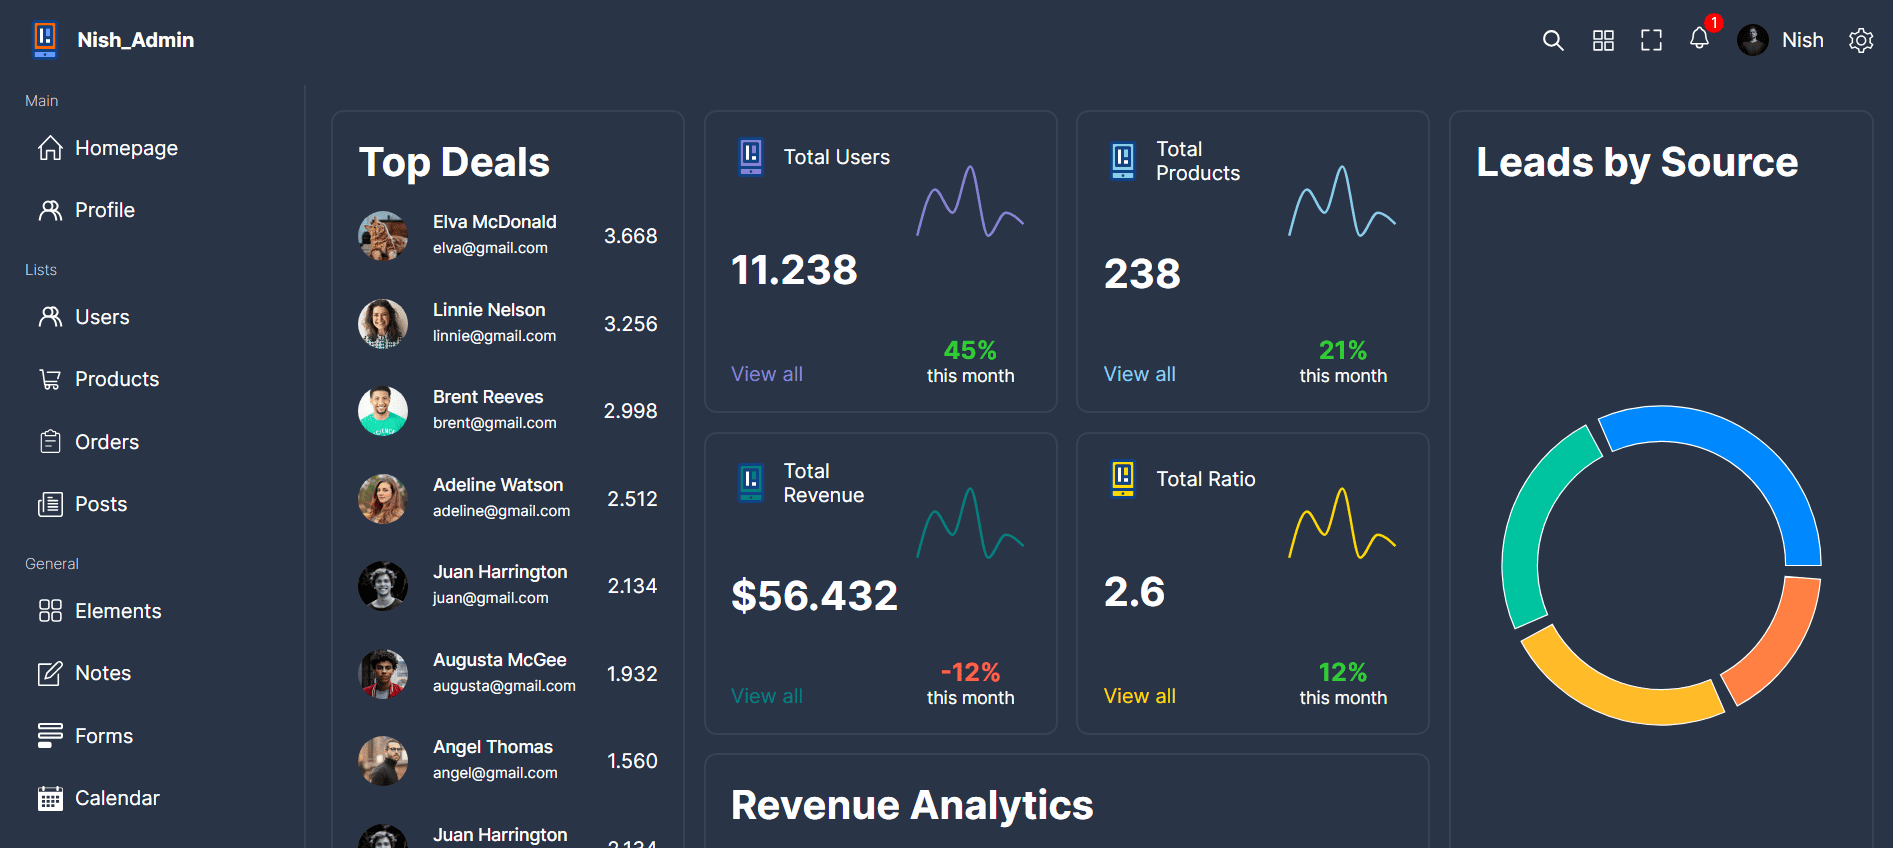 Nish_Admin
1
Nish
Main
Homepage
Profile
Lists
Users
Products
Orders
Posts
General
Elements
Notes
Forms
Calendar
Top Deals
Elva McDonald
elva@gmail.com
3.668
Linnie Nelson
linnie@gmail.com
3.256
Brent Reeves
brent@gmail.com
2.998
Adeline Watson
adeline@gmail.com
2.512
Juan Harrington
juan@gmail.com
2.134
Augusta McGee
augusta@gmail.com
1.932
Angel Thomas
angel@gmail.com
1.560
Juan Harrington
2.134
Total Users
11.238
View all
45%
this month
Total
Products
238
View all
21%
this month
Total
Revenue
$56.432
View all
-12%
this month
Total Ratio
2.6
View all
12%
this month
Revenue Analytics
Leads by Source